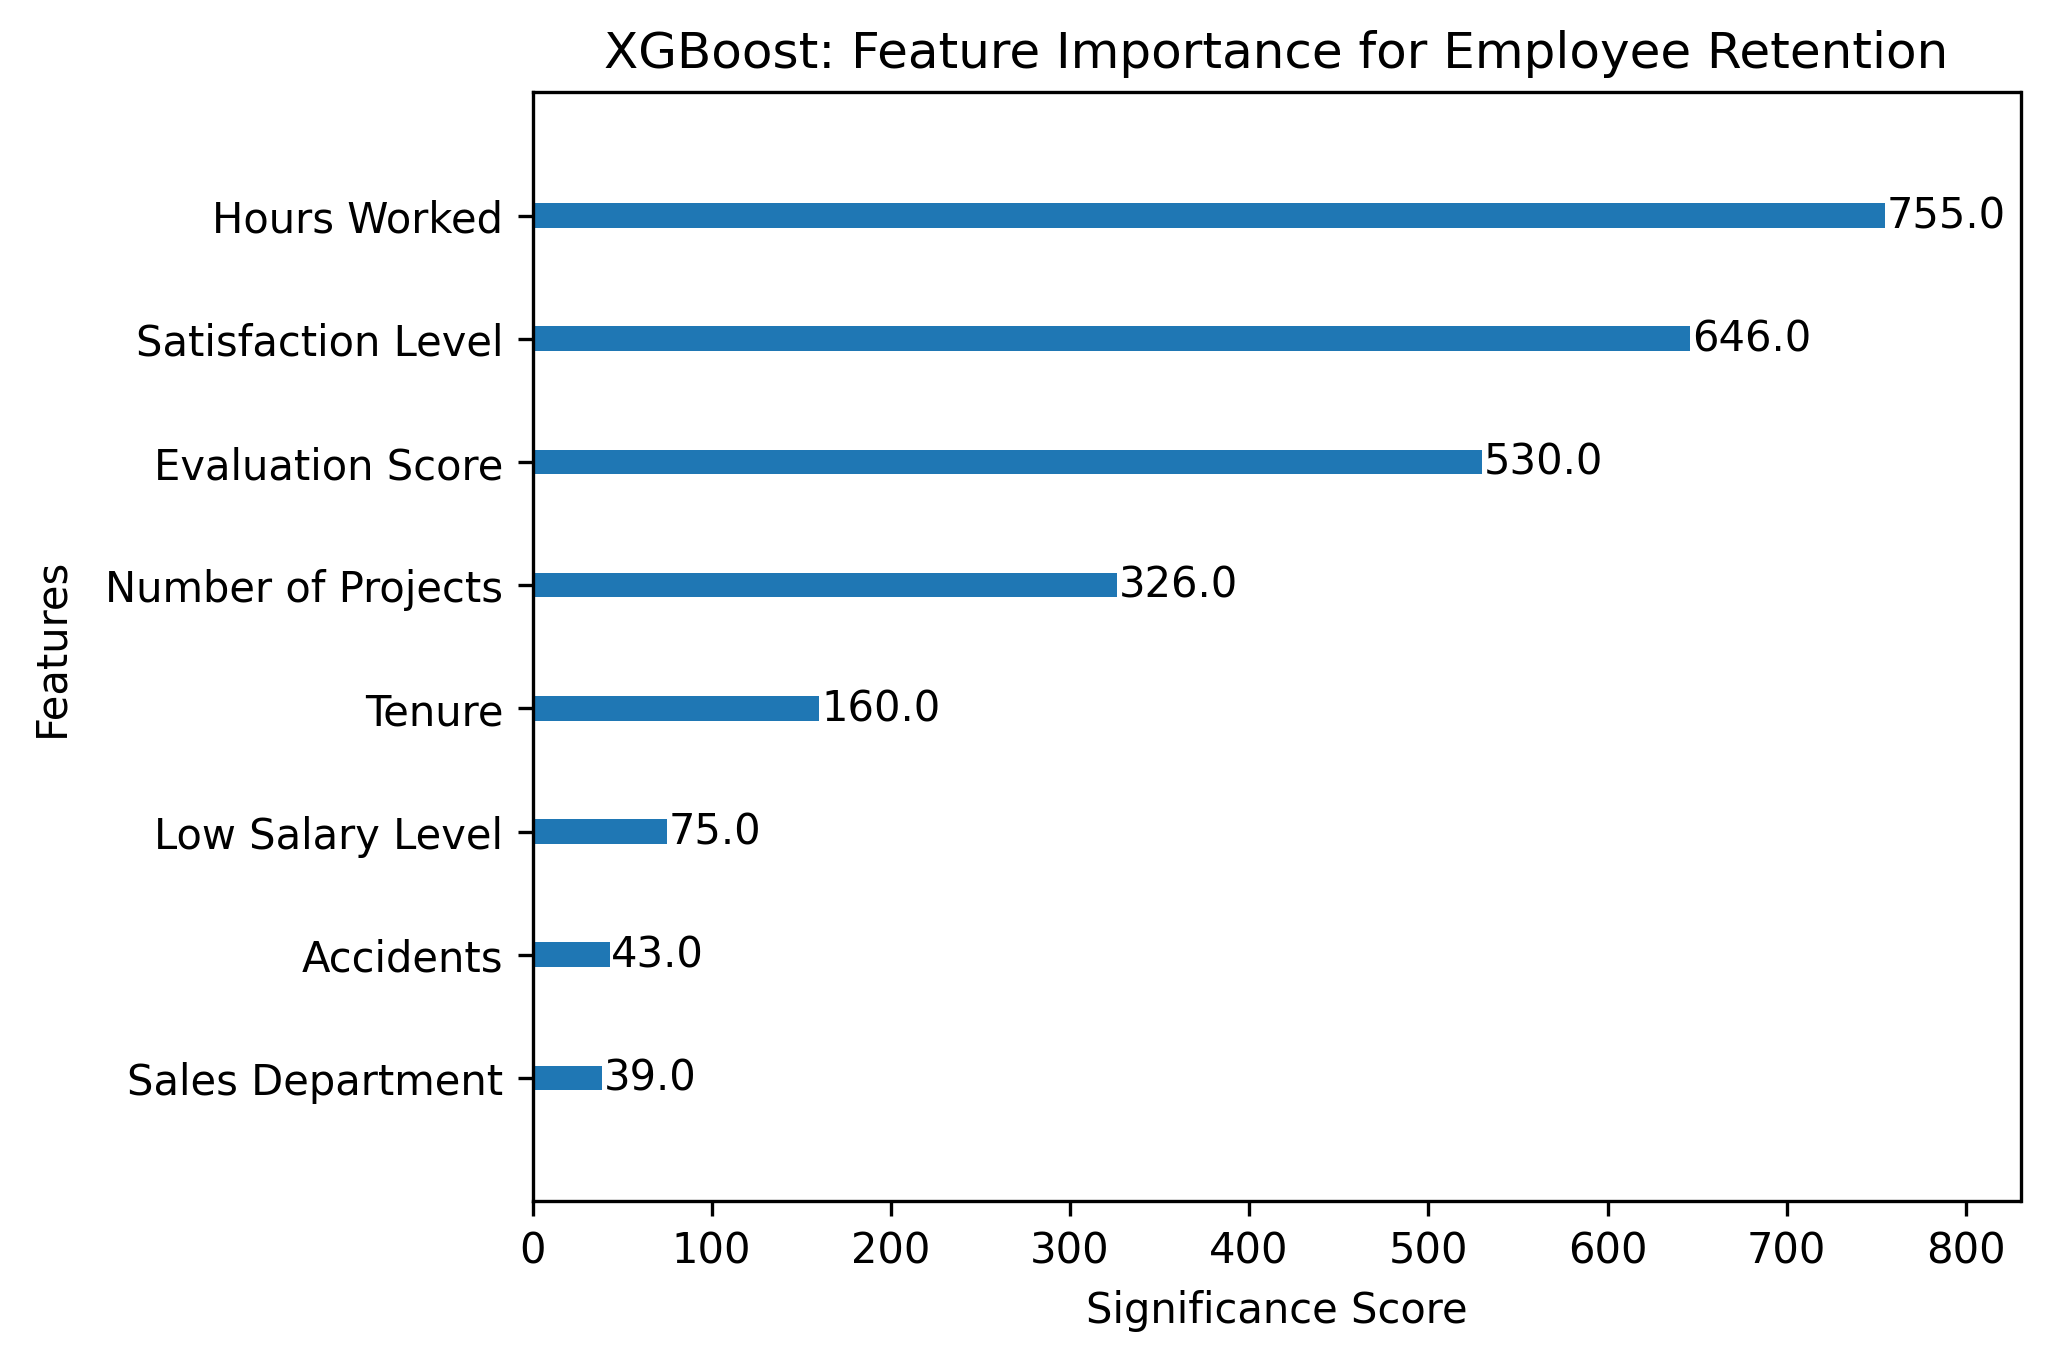 XGBoost: Feature Importance for Employee Retention
Features
Hours Worked 755.0
Satisfaction Level 646.0
Evaluation Score 530.0
Number of Projects 326.0
Tenure 160.0
Low Salary Level 75.0
Accidents 43.0
Sales Department 39.0
0 100 200 300 400 500 600 700 800
Significance Score